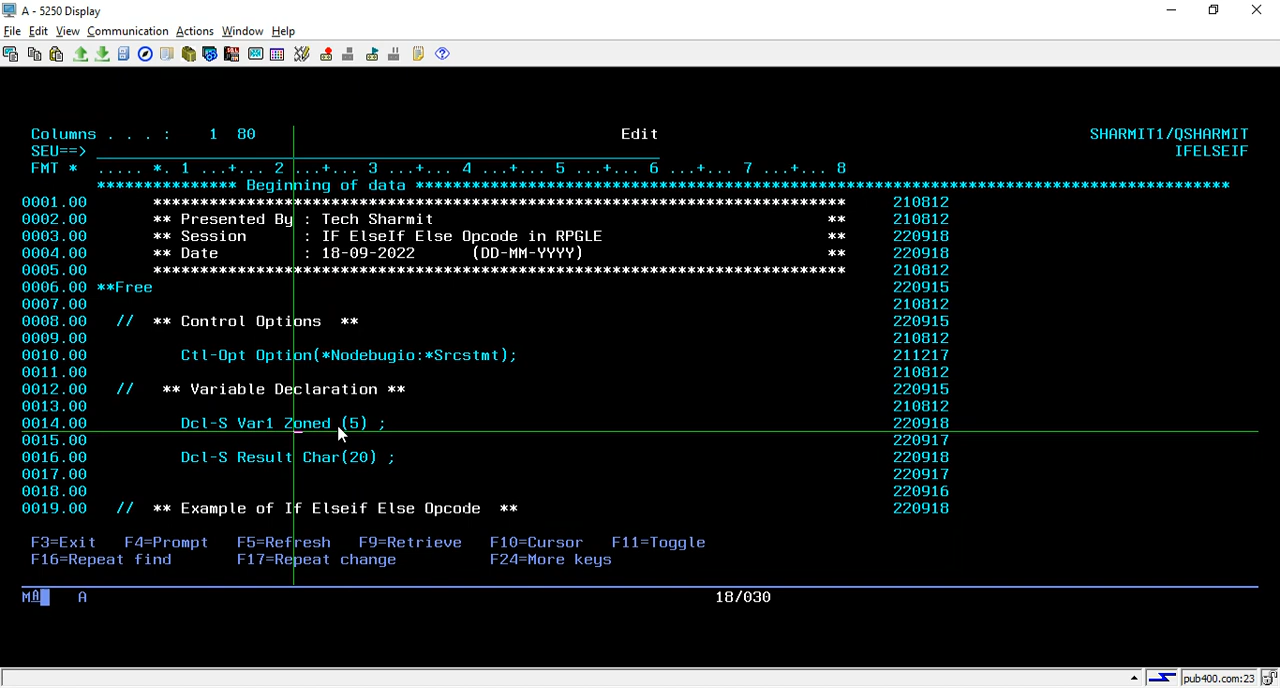 A - 5250 Display
File Edit View Communication Actions Window Help
Columns . . . : 1 80 Edit SHARMIT1/QSHARMIT
SEU==> IFELSEIF
FMT * ..... *. 1 ...+... 2 ...+... 3 ...+... 4 ...+... 5 ...+... 6 ...+... 7 ...+... 8
*************** Beginning of data ****************************************************************************************
0001.00 ************************************************************************** 210812
0002.00 ** Presented By : Tech Sharmit ** 210812
0003.00 ** Session : IF ElseIf Else Opcode in RPGLE ** 220918
0004.00 ** Date : 18-09-2022 (DD-MM-YYYY) ** 220918
0005.00 ************************************************************************** 210812
0006.00 **Free 220915
0007.00 210812
0008.00 // ** Control Options ** 220915
0009.00 210812
0010.00 Ctl-Opt Option(*Nodebugio:*Srcstmt); 211217
0011.00 210812
0012.00 // ** Variable Declaration ** 220915
0013.00 210812
0014.00 Dcl-S Var1 Zoned (5) ; 220918
0015.00 220917
0016.00 Dcl-S Result Char(20) ; 220918
0017.00 220917
0018.00 220916
0019.00 // ** Example of If Elseif Else Opcode ** 220918
F3=Exit F4=Prompt F5=Refresh F9=Retrieve F10=Cursor F11=Toggle
F16=Repeat find F17=Repeat change F24=More keys
MA A 18/030
pub400.com:23